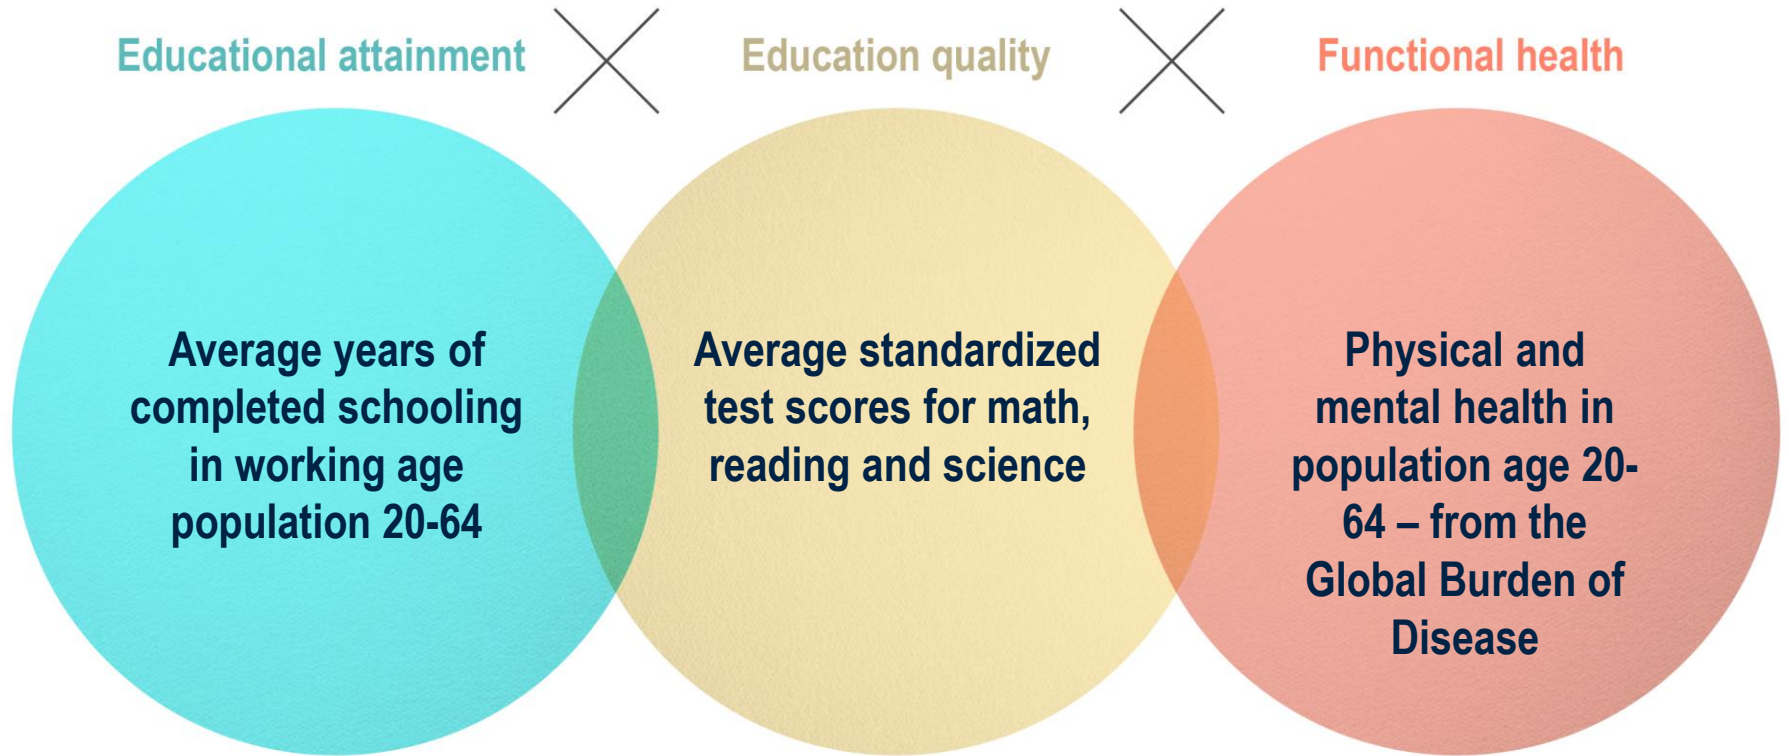 Educational attainment
Education quality
Functional health
Average years of
completed schooling
in working age
population 20-64
Average standardized
test scores for math,
reading and science
Physical and
mental health in
population age 20-
64 – from the
Global Burden of
Disease